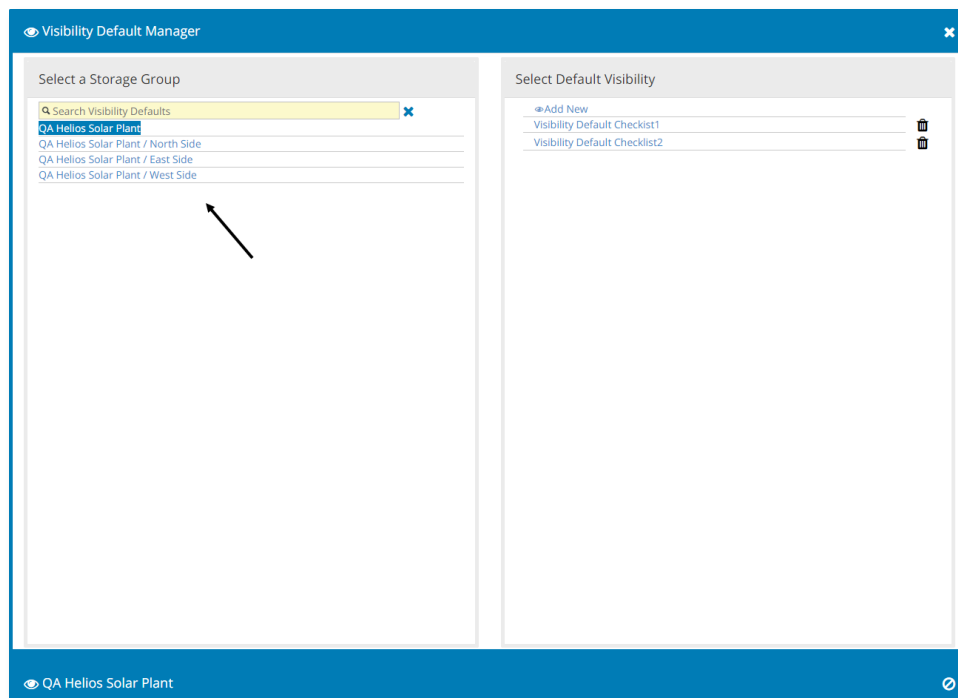 Visibility Default Manager
Select a Storage Group
Search Visibility Defaults
QA Helios Solar Plant
QA Helios Solar Plant / North Side
QA Helios Solar Plant / East Side
QA Helios Solar Plant / West Side
Select Default Visibility
Add New
Visibility Default Checkist1
Visibility Default Checklist2
QA Helios Solar Plant